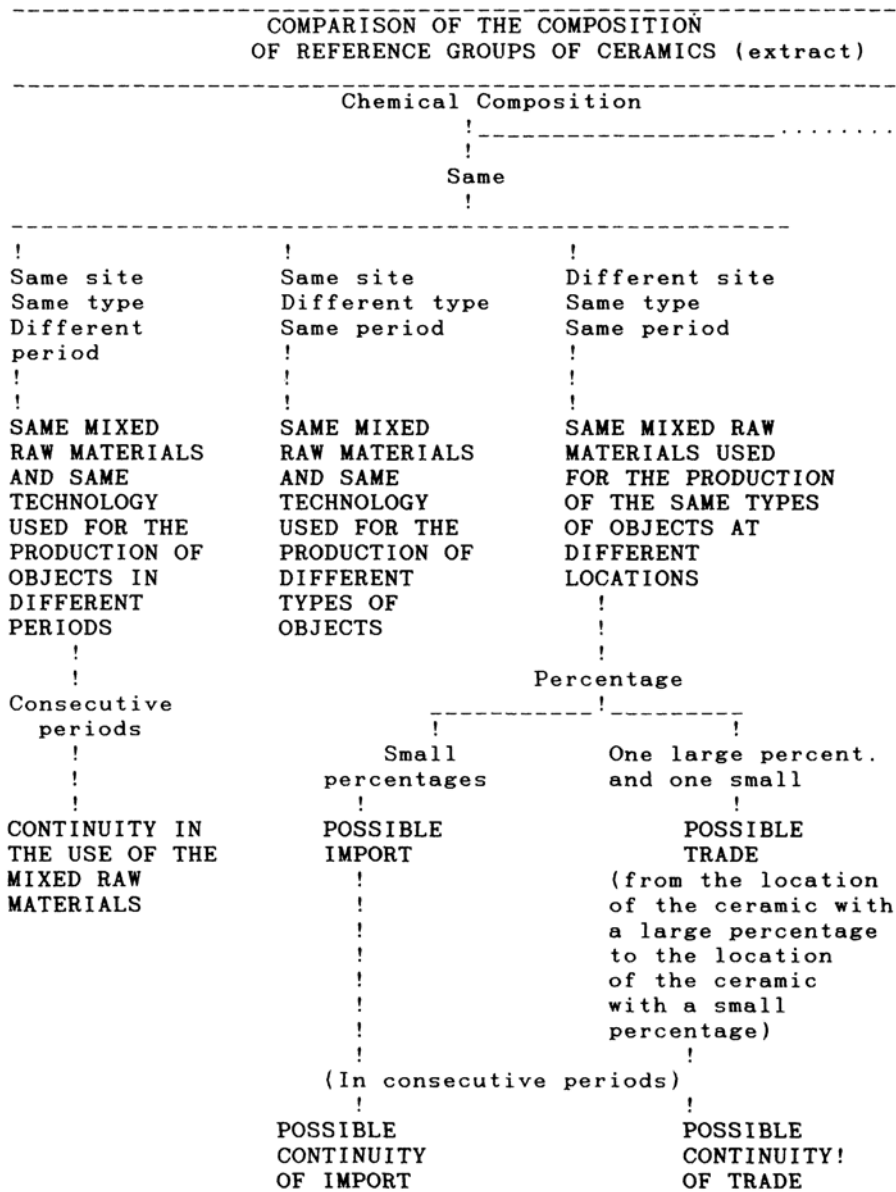 COMPARISON OF THE COMPOSITION
OF REFERENCE GROUPS OF CERAMICS (extract)
Chemical Composition
!____________________ ........
!
Same
!
! ! !
Same site Same site Different site
Same type Different type Same type
Different Same period Same period
period ! !
! ! !
! ! !
SAME MIXED SAME MIXED SAME MIXED RAW
RAW MATERIALS RAW MATERIALS MATERIALS USED
AND SAME AND SAME FOR THE PRODUCTION
TECHNOLOGY TECHNOLOGY OF THE SAME TYPES
USED FOR THE USED FOR THE OF OBJECTS AT
PRODUCTION OF PRODUCTION OF DIFFERENT
OBJECTS IN DIFFERENT LOCATIONS
DIFFERENT TYPES OF !
PERIODS OBJECTS !
! !
! Percentage
Consecutive ___________!_________
periods ! !
! Small One large percent.
! percentages and one small
! ! !
CONTINUITY IN POSSIBLE POSSIBLE
THE USE OF THE IMPORT TRADE
MIXED RAW ! (from the location
MATERIALS ! of the ceramic with
! a large percentage
! to the location
! of the ceramic
! with a small
! percentage)
! !
(In consecutive periods)
! !
POSSIBLE POSSIBLE
CONTINUITY CONTINUITY!
OF IMPORT OF TRADE